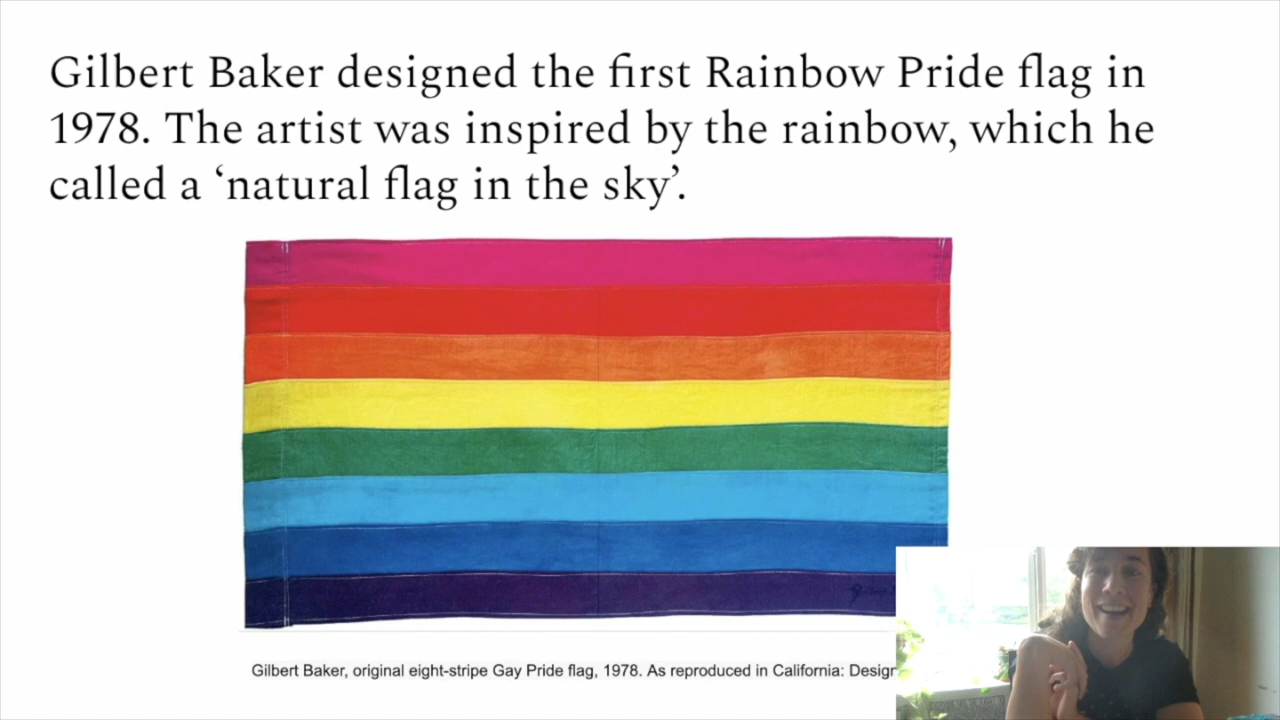 Gilbert Baker designed the first Rainbow Pride flag in
1978. The artist was inspired by the rainbow, which he
called a ‘natural flag in the sky’.
Gilbert Baker, original eight-stripe Gay Pride flag, 1978. As reproduced in California: Design